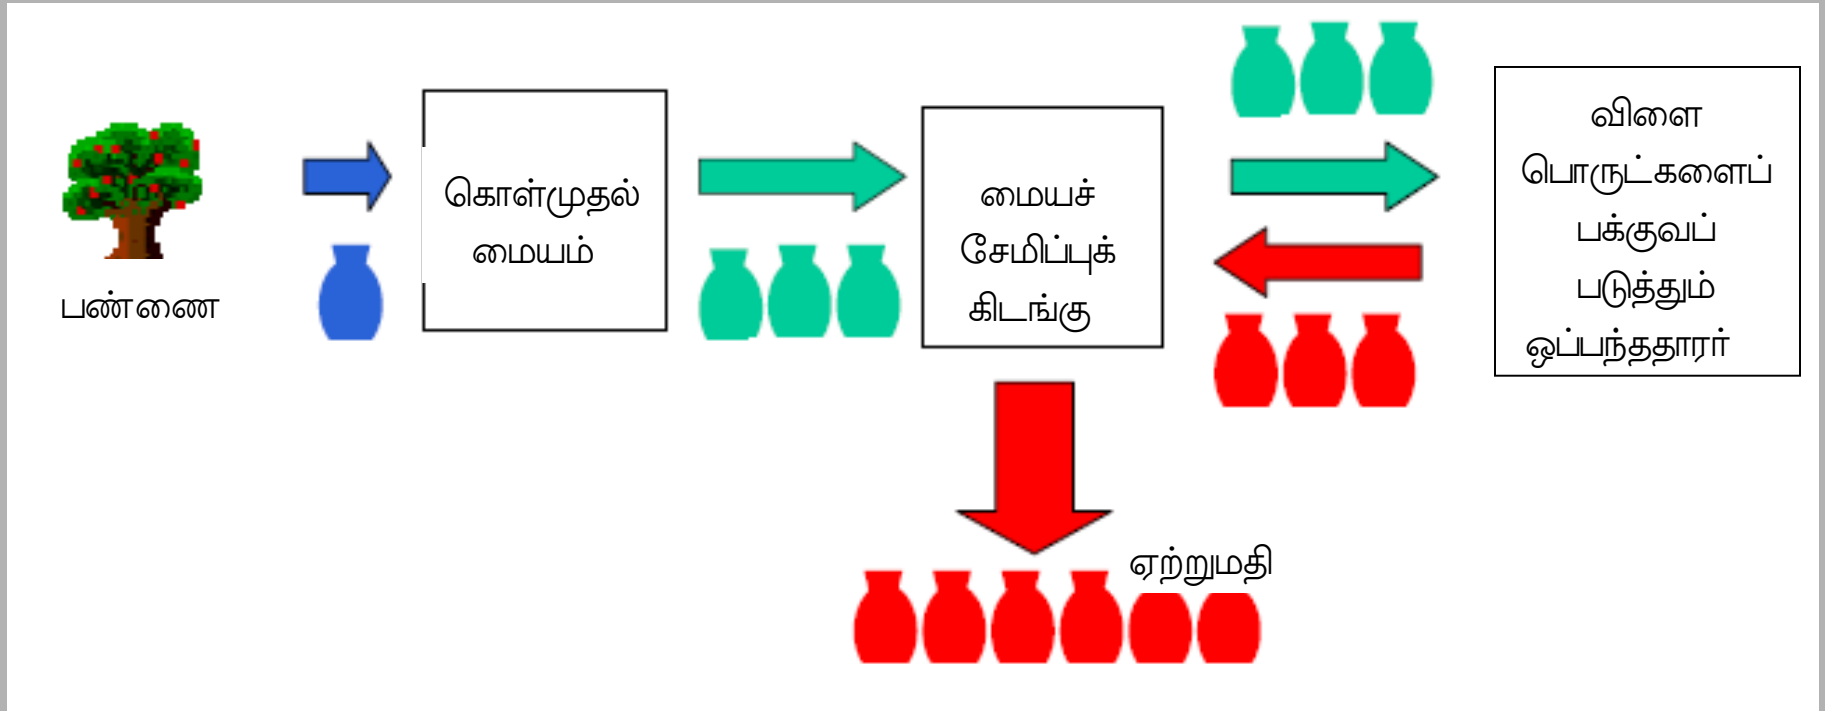 பண்ணை
கொள்முதல்
மையம்
மையச்
சேமிப்புக்
கிடங்கு
விளை
பொருட்களைப்
பக்குவப்
படுத்தும்
ஒப்பந்ததாரர்
ஏற்றுமதி